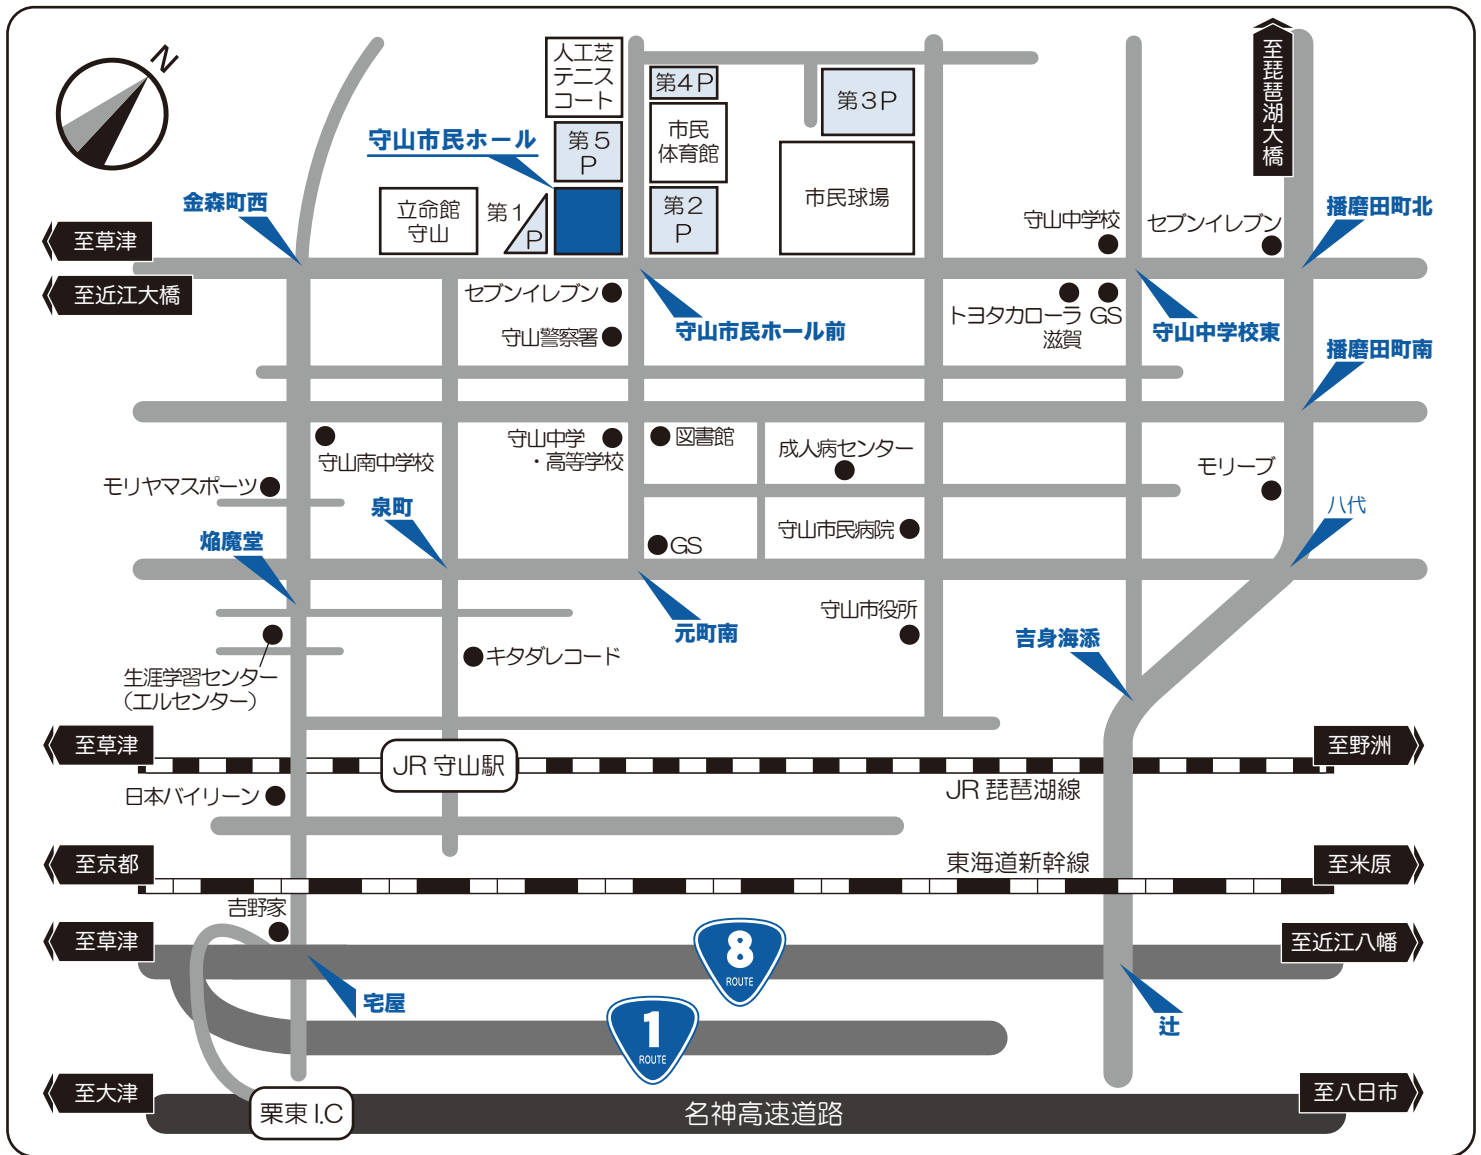 N
人工芝
テニス
コート
至琵琶湖大橋
第4P
第3P
守山市民ホール
第5
P
市民
体育館
金森町西
立命館
守山
第1
P
第2
P
市民球場
守山中学校
セブンイレブン
播磨田町北
至草津
至近江大橋
セブンイレブン
守山警察署
守山市民ホール前
トヨタカローラ
滋賀
GS
守山中学校東
播磨田町南
守山南中学校
守山中学
・高等学校
図書館
成人病センター
モリーブ
モリヤマスポーツ
泉町
守山市民病院
八代
焔魔堂
GS
守山市役所
元町南
吉身海添
キタダレコード
生涯学習センター
(エルセンター)
至草津
JR 守山駅
至野洲
JR 琵琶湖線
日本バイリーン
至京都
東海道新幹線
至米原
吉野家
至草津
8
ROUTE
至近江八幡
宅屋
1
ROUTE
辻
至大津
栗東 I.C
名神高速道路
至八日市